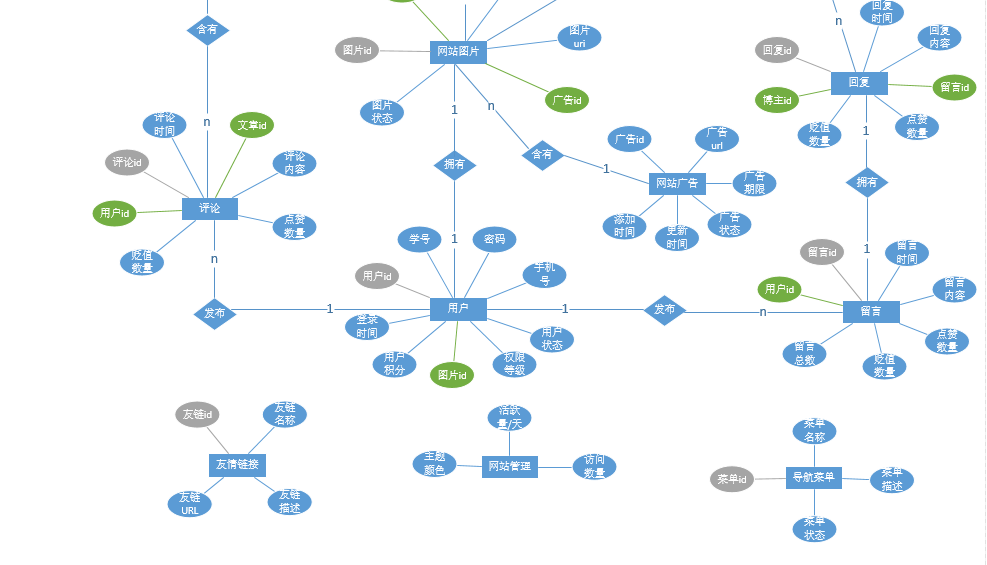 含有
n
评论
时间
文章id
评论id
评论
内容
用户id
评论
点赞
数量
贬值
数量
n
发布
1
图片id
网站图片
图片
uri
图片
状态
广告id
1
n
拥有
含有
1
1
广告id
广告
url
网站广告
广告
期限
添加
时间
更新
时间
广告
状态
n
回复
时间
回复id
回复
内容
回复
博主id
留言id
贬值
数量
点赞
数量
1
拥有
1
学号
密码
用户id
手机
号
用户
登录
时间
用户
状态
用户
积分
图片id
权限
等级
1
发布
n
留言id
留言
时间
用户id
留言
内容
留言
留言
总数
贬值
数量
点赞
数量
友链id
友链
名称
友情链接
友链
URL
友链
描述
活跃
量/天
主题
颜色
网站管理
访问
数量
菜单
名称
菜单id
导航菜单
菜单
描述
菜单
状态